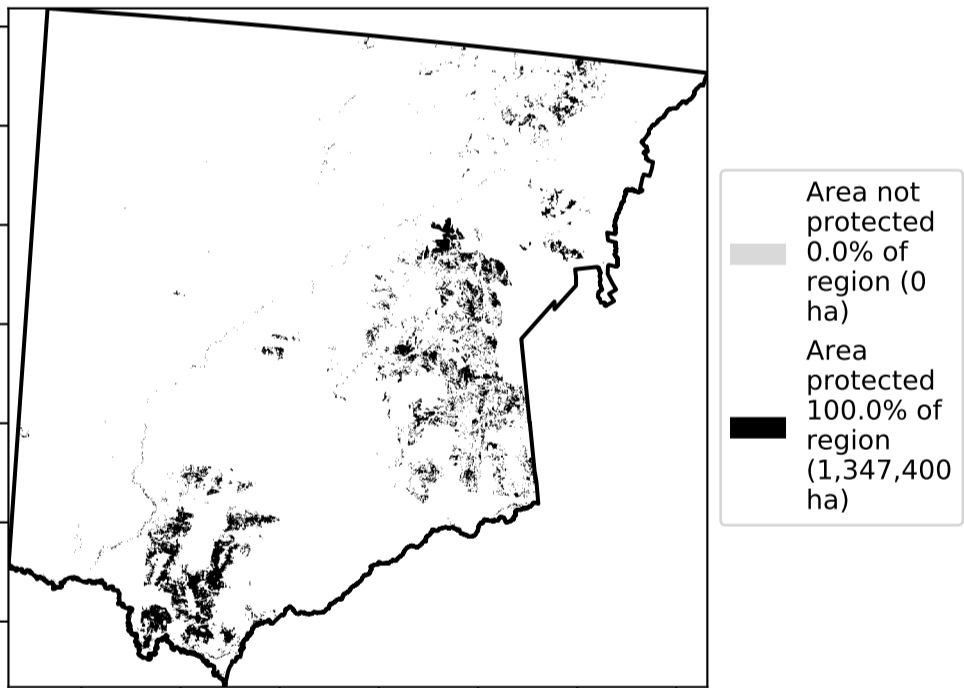 Area not
protected
0.0% of
region (0
ha)
Area
protected
100.0% of
region
(1,347,400
ha)